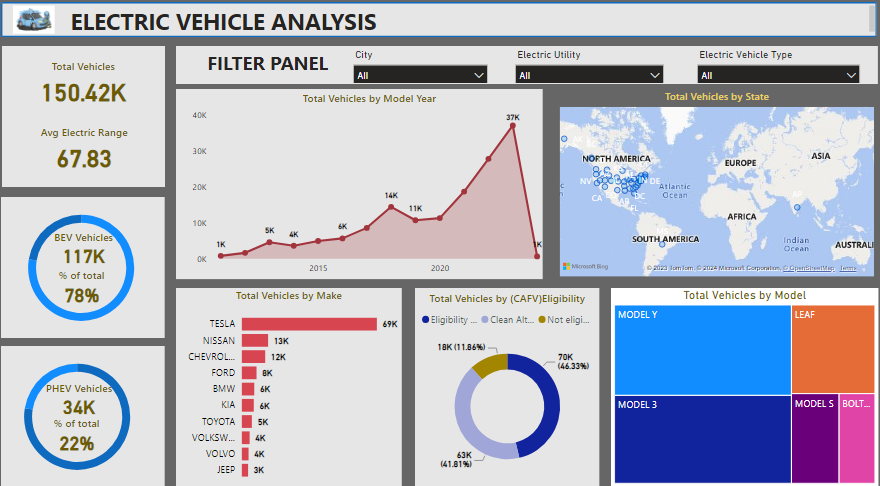 ELECTRIC VEHICLE ANALYSIS
Total Vehicles
150.42K
Avg Electric Range
67.83
FILTER PANEL
City
All
Electric Utility
All
Electric Vehicle Type
All
Total Vehicles by Model Year
40K
30K
20K
10K
0K
1K
5K
4K
6K
14K
11K
37K
1K
2015
2020
Total Vehicles by State
NORTH AMERICA
EUROPE
ASIA
Atlantic
Ocean
AFRICA
SOUTH AMERICA
Indian
Ocean
AUSTRALI
NV
DE
CA
DC
AR
FL
AP
Microsoft Bing
© 2023 TomTom, © 2024 Microsoft Corporation, © OpenStreetMap Terms
BEV Vehicles
117K
% of total
78%
PHEV Vehicles
34K
% of total
22%
Total Vehicles by Make
TESLA 69K
NISSAN 13K
CHEVROL... 12K
FORD 8K
BMW 6K
KIA 6K
TOYOTA 5K
VOLKSW... 4K
VOLVO 4K
JEEP 3K
Total Vehicles by (CAFV)Eligibility
Eligibility ... Clean Alt... Not eligi...
18K (11.86%)
70K
(46.33%)
63K
(41.81%)
Total Vehicles by Model
MODEL Y
LEAF
MODEL 3
MODEL S
BOLT...